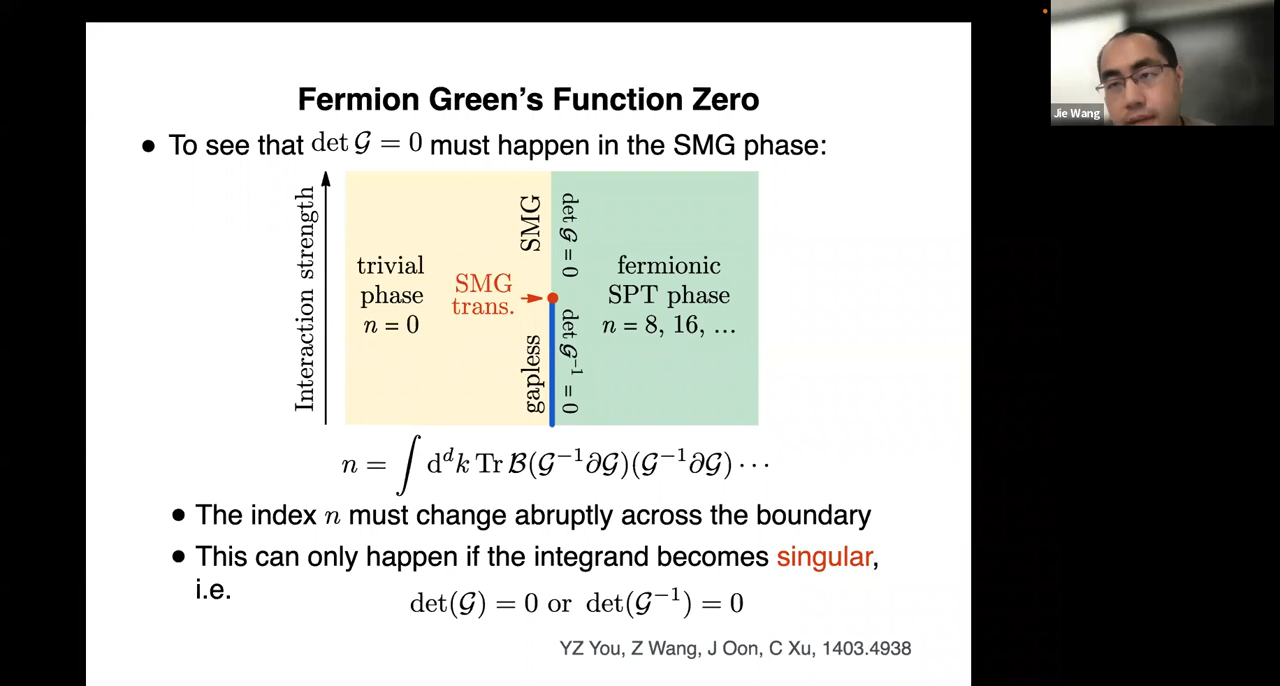 Fermion Green's Function Zero
• To see that det 𝒢 = 0 must happen in the SMG phase:
Interaction strength
trivial
phase
n = 0
SMG
trans.
SMG
gapless
det 𝒢 = 0
det 𝒢⁻¹ = 0
fermionic
SPT phase
n = 8, 16, ...
n = ∫ dᵈk Tr ℬ(𝒢⁻¹∂𝒢)(𝒢⁻¹∂𝒢) ⋯
• The index n must change abruptly across the boundary
• This can only happen if the integrand becomes singular,
i.e.
det(𝒢) = 0 or det(𝒢⁻¹) = 0
YZ You, Z Wang, J Oon, C Xu, 1403.4938
Jie Wang